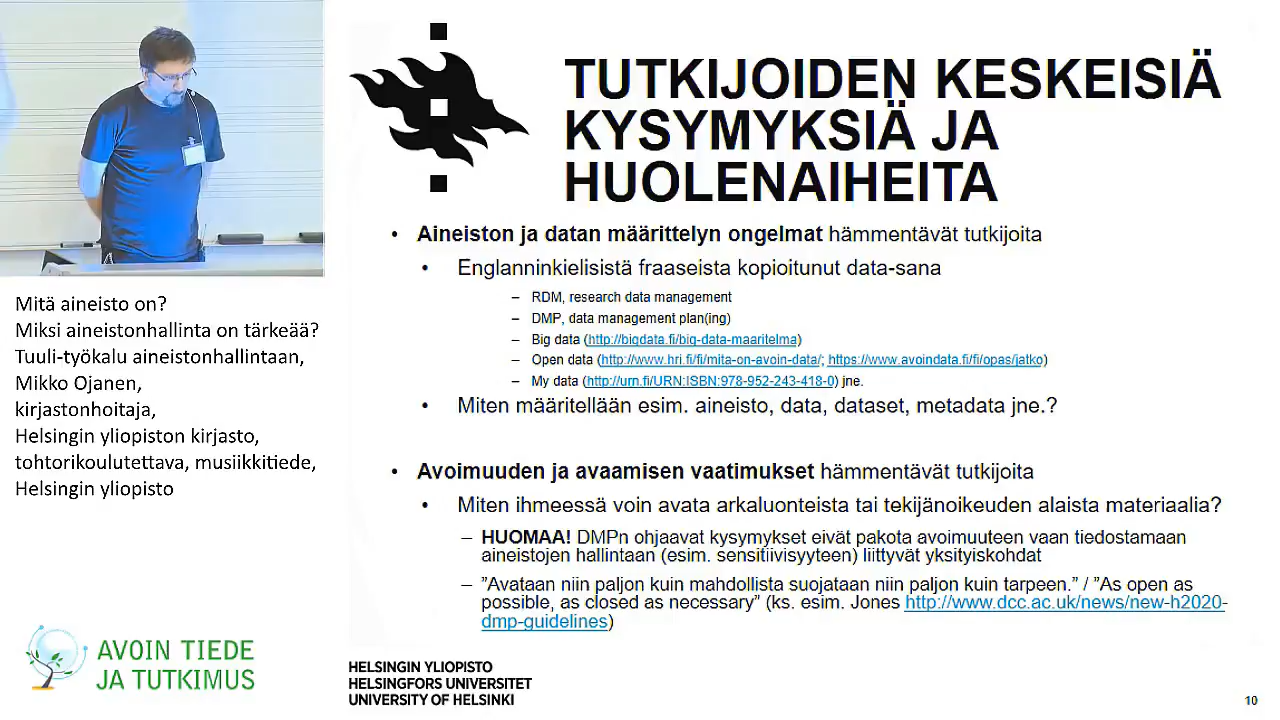 TUTKIJOIDEN KESKEISIÄ
KYSYMYKSIÄ JA
HUOLENAIHEITA
• Aineiston ja datan määrittelyn ongelmat hämmentävät tutkijoita
• Englanninkielisistä fraaseista kopioitunut data-sana
– RDM, research data management
– DMP, data management plan(ing)
– Big data (http://bigdata.fi/big-data-maaritelma)
– Open data (http://www.hri.fi/fi/mita-on-avoin-data/; https://www.avoindata.fi/fi/opas/jatko)
– My data (http://urn.fi/URN:ISBN:978-952-243-418-0) jne.
• Miten määritellään esim. aineisto, data, dataset, metadata jne.?
• Avoimuuden ja avaamisen vaatimukset hämmentävät tutkijoita
• Miten ihmeessä voin avata arkaluonteista tai tekijänoikeuden alaista materiaalia?
– HUOMAA! DMPn ohjaavat kysymykset eivät pakota avoimuuteen vaan tiedostamaan
aineistojen hallintaan (esim. sensitiivisyyteen) liittyvät yksityiskohdat
– ”Avataan niin paljon kuin mahdollista suojataan niin paljon kuin tarpeen.” / ”As open as
possible, as closed as necessary” (ks. esim. Jones http://www.dcc.ac.uk/news/new-h2020-
dmp-guidelines)
Mitä aineisto on?
Miksi aineistonhallinta on tärkeää?
Tuuli-työkalu aineistonhallintaan,
Mikko Ojanen,
kirjastonhoitaja,
Helsingin yliopiston kirjasto,
tohtorikoulutettava, musiikkitiede,
Helsingin yliopisto
AVOIN TIEDE
JA TUTKIMUS
HELSINGIN YLIOPISTO
HELSINGFORS UNIVERSITET
UNIVERSITY OF HELSINKI
10